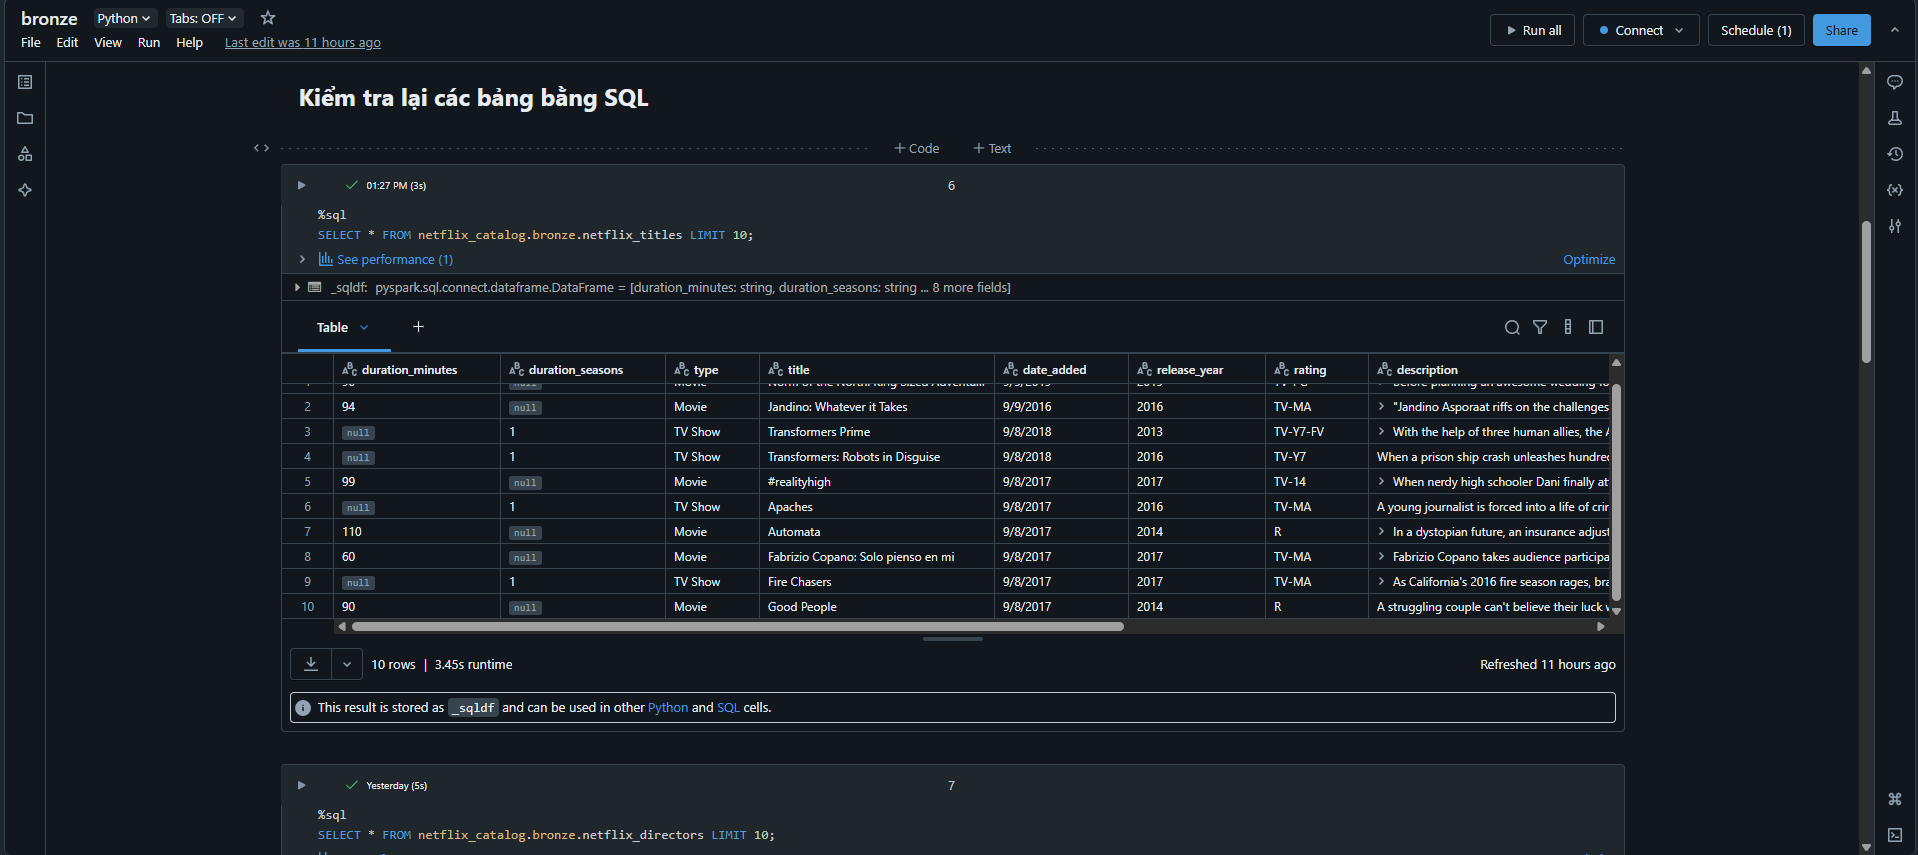 bronze Python Tabs: OFF
File Edit View Run Help Last edit was 11 hours ago
Run all Connect Schedule (1) Share
Kiểm tra lại các bảng bằng SQL
+ Code + Text
01:27 PM (3s) 6
%sql
SELECT * FROM netflix_catalog.bronze.netflix_titles LIMIT 10;
See performance (1) Optimize
_sqldf: pyspark.sql.connect.dataframe.DataFrame = [duration_minutes: string, duration_seasons: string ... 8 more fields]
Table +
duration_minutes duration_seasons type title date_added release_year rating description
2 94 null Movie Jandino: Whatever it Takes 9/9/2016 2016 TV-MA "Jandino Asporaat riffs on the challenges
3 null 1 TV Show Transformers Prime 9/8/2018 2013 TV-Y7-FV With the help of three human allies, the A
4 null 1 TV Show Transformers: Robots in Disguise 9/8/2018 2016 TV-Y7 When a prison ship crash unleashes hundred
5 99 null Movie #realityhigh 9/8/2017 2017 TV-14 When nerdy high schooler Dani finally at
6 null 1 TV Show Apaches 9/8/2017 2016 TV-MA A young journalist is forced into a life of crim
7 110 null Movie Automata 9/8/2017 2014 R In a dystopian future, an insurance adjust
8 60 null Movie Fabrizio Copano: Solo pienso en mi 9/8/2017 2017 TV-MA Fabrizio Copano takes audience participa
9 null 1 TV Show Fire Chasers 9/8/2017 2017 TV-MA As California's 2016 fire season rages, bra
10 90 null Movie Good People 9/8/2017 2014 R A struggling couple can't believe their luck w
10 rows | 3.45s runtime Refreshed 11 hours ago
This result is stored as _sqldf and can be used in other Python and SQL cells.
Yesterday (5s) 7
%sql
SELECT * FROM netflix_catalog.bronze.netflix_directors LIMIT 10;